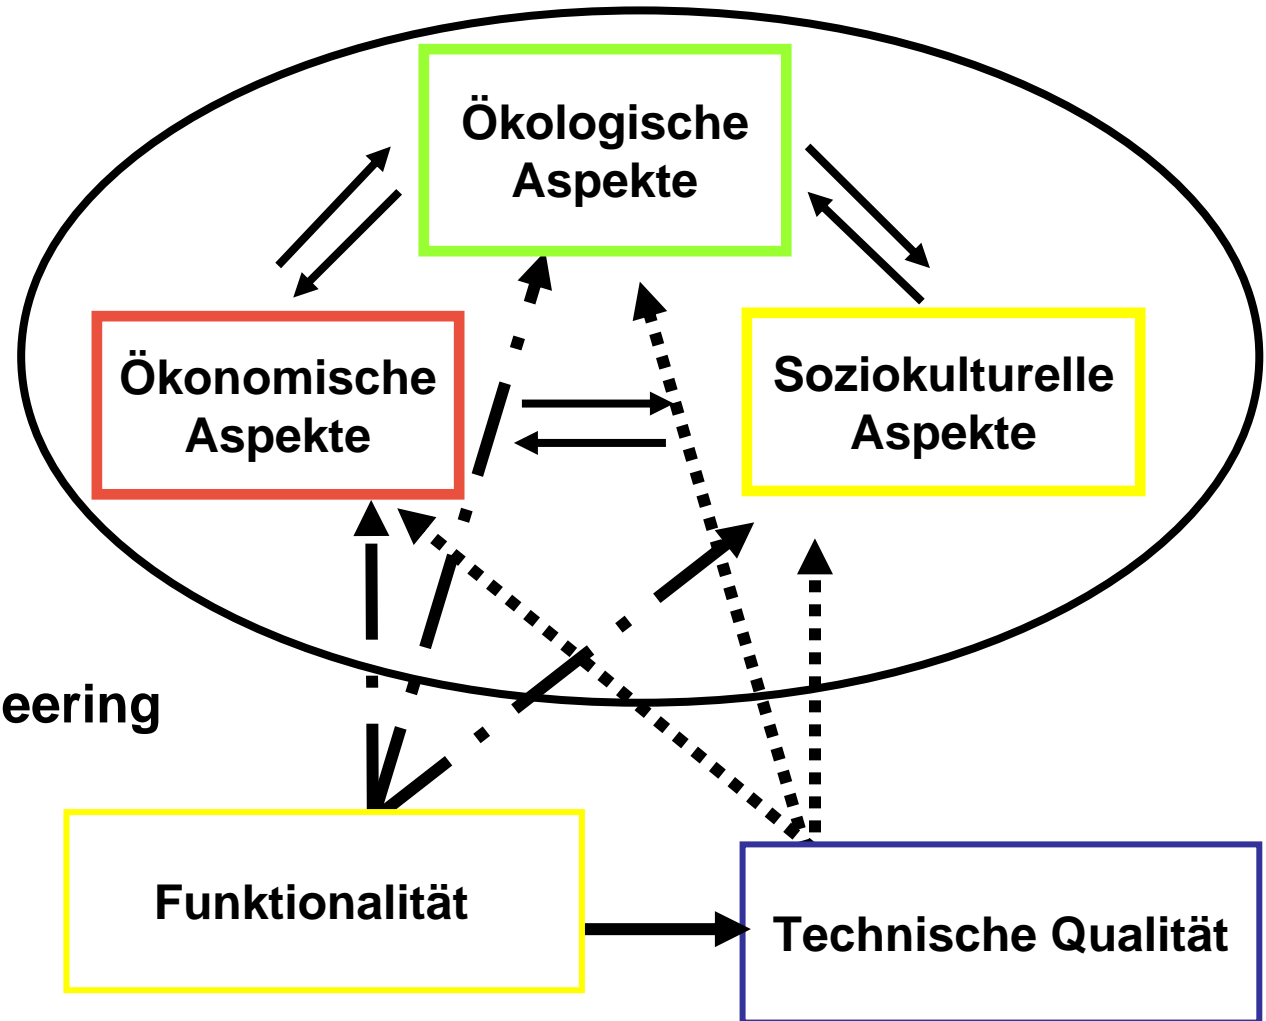 Ökologische
Aspekte
Ökonomische
Aspekte
Soziokulturelle
Aspekte
eering
Funktionalität
Technische Qualität